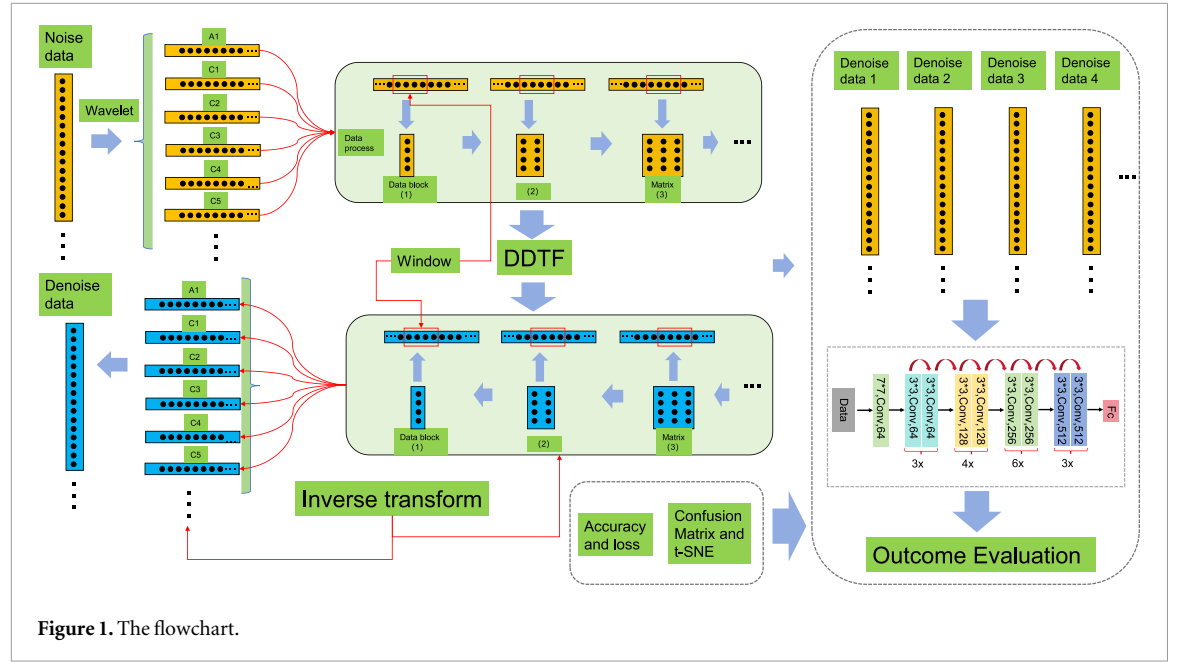 Noise
data
Wavelet
A1
C1
C2
C3
C4
C5
Data
process
Data block
(1)
(2)
Matrix
(3)
Window
DDTF
Denoise
data
A1
C1
C2
C3
C4
C5
Data block
(1)
(2)
Matrix
(3)
Inverse transform
Accuracy
and loss
Confusion
Matrix and
t-SNE
Denoise
data 1
Denoise
data 2
Denoise
data 3
Denoise
data 4
Data
7*7,Conv,64
3*3,Conv,64
3*3,Conv,64
3*3,Conv,128
3*3,Conv,128
3*3,Conv,256
3*3,Conv,256
3*3,Conv,512
3*3,Conv,512
Fc
3x
4x
6x
3x
Outcome Evaluation
Figure 1. The flowchart.